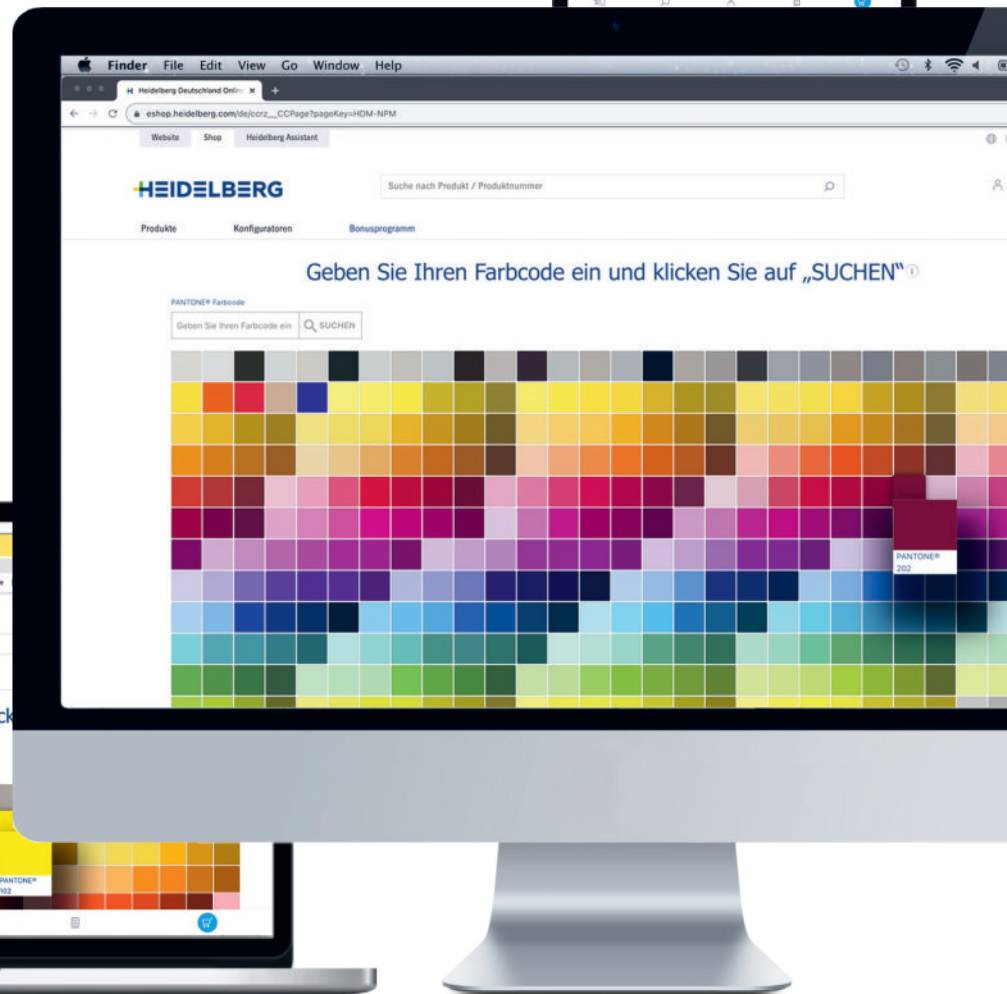 Finder File Edit View Go Window Help
Heidelberg Deutschland Onlin
eshop.heidelberg.com/de/ccrz__CCPage?pageKey=HOM-NPM
Website Shop Heidelberg Assistant
HEIDELBERG
Suche nach Produkt / Produktnummer
Produkte Konfiguratoren Bonusprogramm
Geben Sie Ihren Farbcode ein und klicken Sie auf „SUCHEN“
PANTONE® Farbcode
Geben Sie Ihren Farbcode ein SUCHEN
PANTONE®
202
ck
PANTONE®
102